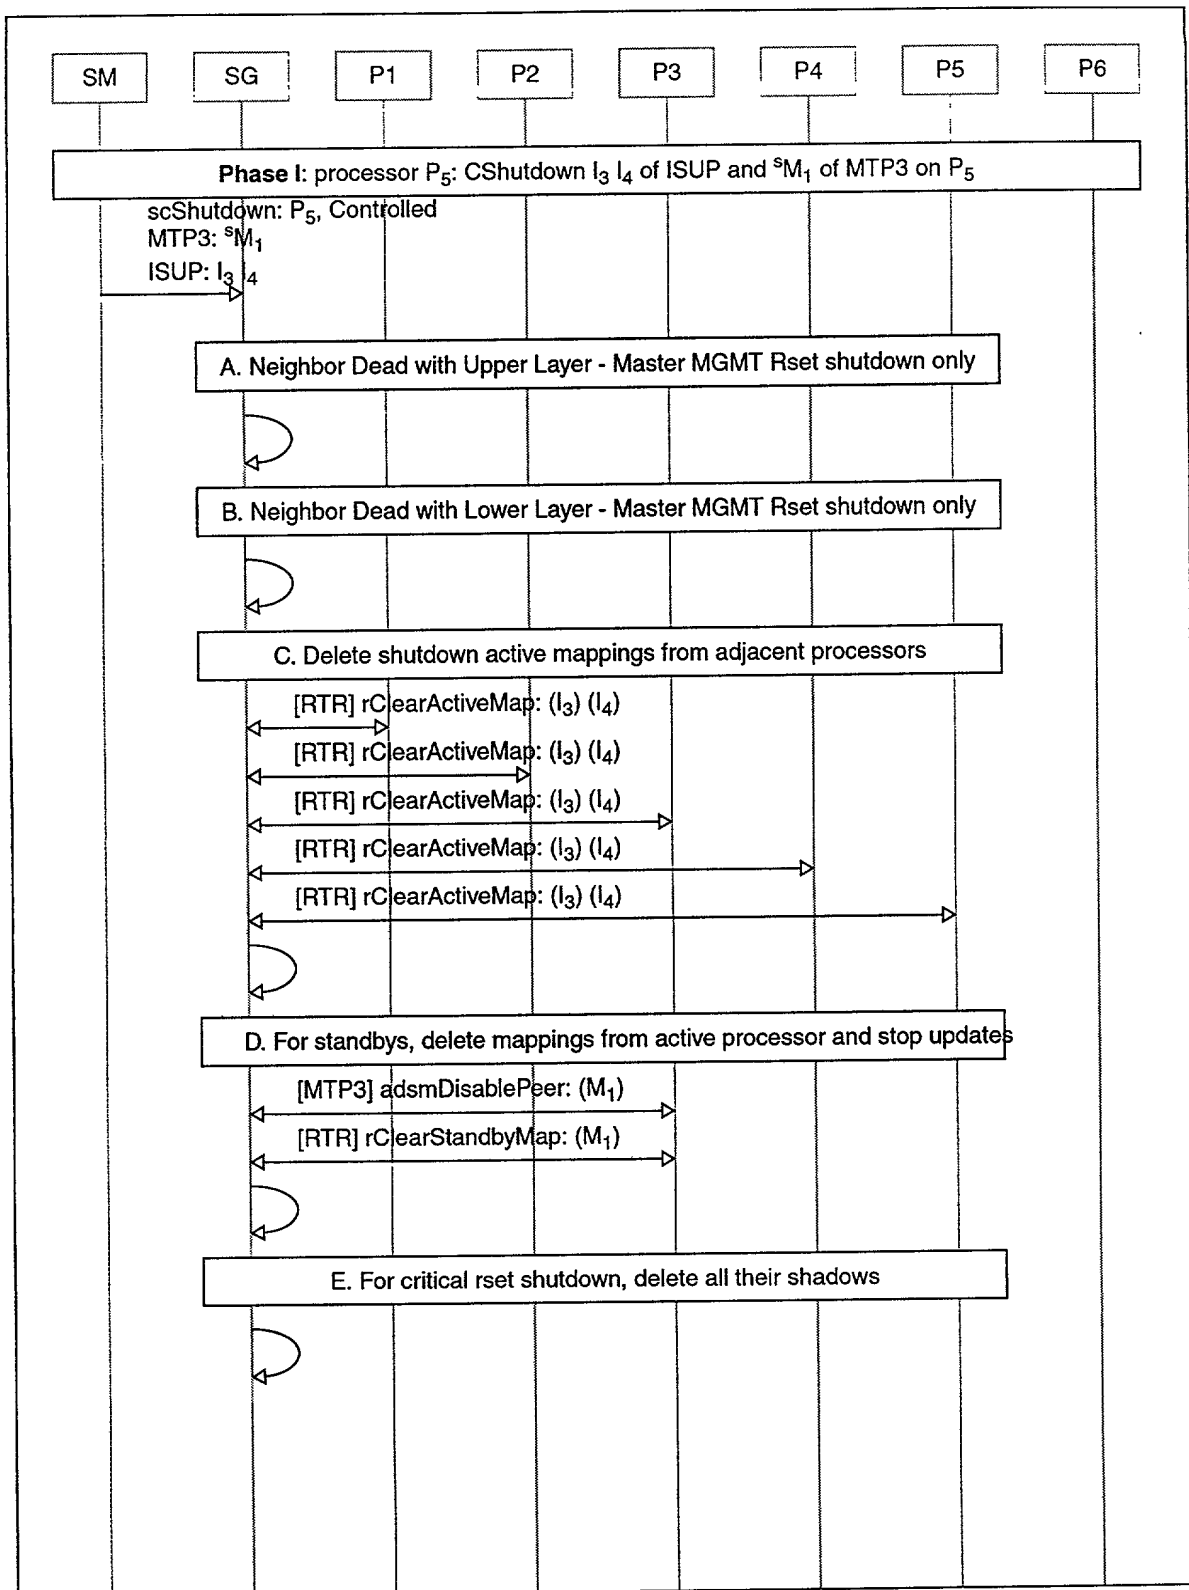 SM SG P1 P2 P3 P4 P5 P6
Phase I: processor P₅: CShutdown I₃ I₄ of ISUP and ˢM₁ of MTP3 on P₅
scShutdown: P₅, Controlled
MTP3: ˢM₁
ISUP: I₃ I₄
A. Neighbor Dead with Upper Layer - Master MGMT Rset shutdown only
B. Neighbor Dead with Lower Layer - Master MGMT Rset shutdown only
C. Delete shutdown active mappings from adjacent processors
[RTR] rClearActiveMap: (I₃) (I₄)
[RTR] rClearActiveMap: (I₃) (I₄)
[RTR] rClearActiveMap: (I₃) (I₄)
[RTR] rClearActiveMap: (I₃) (I₄)
[RTR] rClearActiveMap: (I₃) (I₄)
D. For standbys, delete mappings from active processor and stop updates
[MTP3] adsmDisablePeer: (M₁)
[RTR] rClearStandbyMap: (M₁)
E. For critical rset shutdown, delete all their shadows